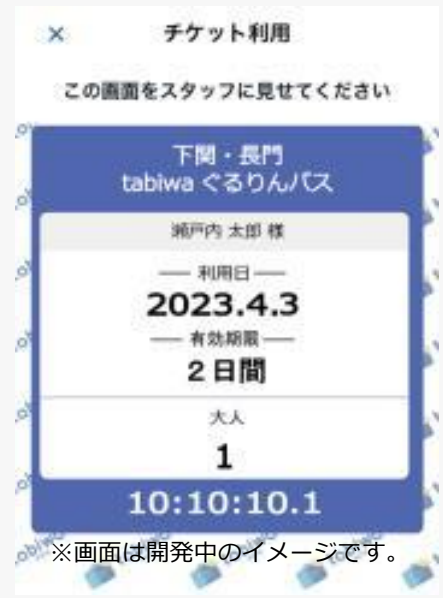 × チケット利用
この画面をスタッフに見せてください
下関・長門
tabiwa ぐるりんパス
瀬戸内 太郎 様
利用日
2023.4.3
有効期限
2日間
大人
1
10:10:10.1
※画面は開発中のイメージです。